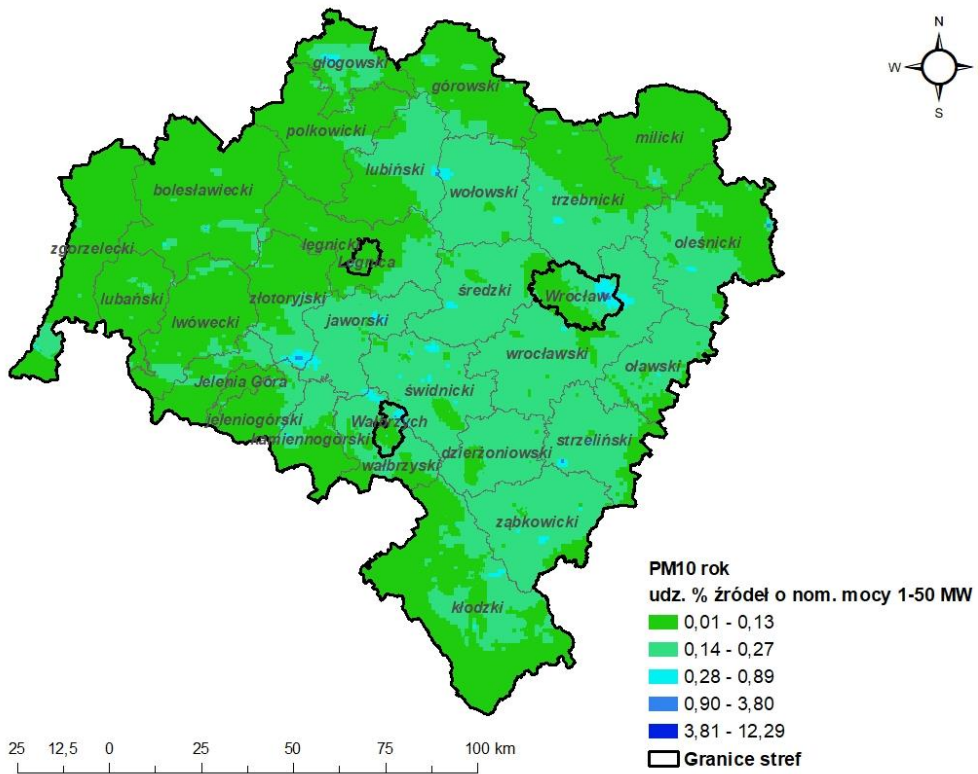 N
W
S
głogowski
górowski
polkowicki
milicki
lubiński
bolesławiecki
wołowski
trzebnicki
zgorzelecki
legnicki
Legnica
oleśnicki
lubański
złotoryjski
średzki
Wrocław
lwówecki
jaworski
wrocławski
oławski
Jelenia Góra
świdnicki
jeleniogórski
Wałbrzych
kamiennogórski
strzeliński
dzierżoniowski
wałbrzyski
ząbkowicki
kłodzki
PM10 rok
udz. % źródeł o nom. mocy 1-50 MW
0,01 - 0,13
0,14 - 0,27
0,28 - 0,89
0,90 - 3,80
3,81 - 12,29
Granice stref
25 12,5 0 25 50 75 100 km